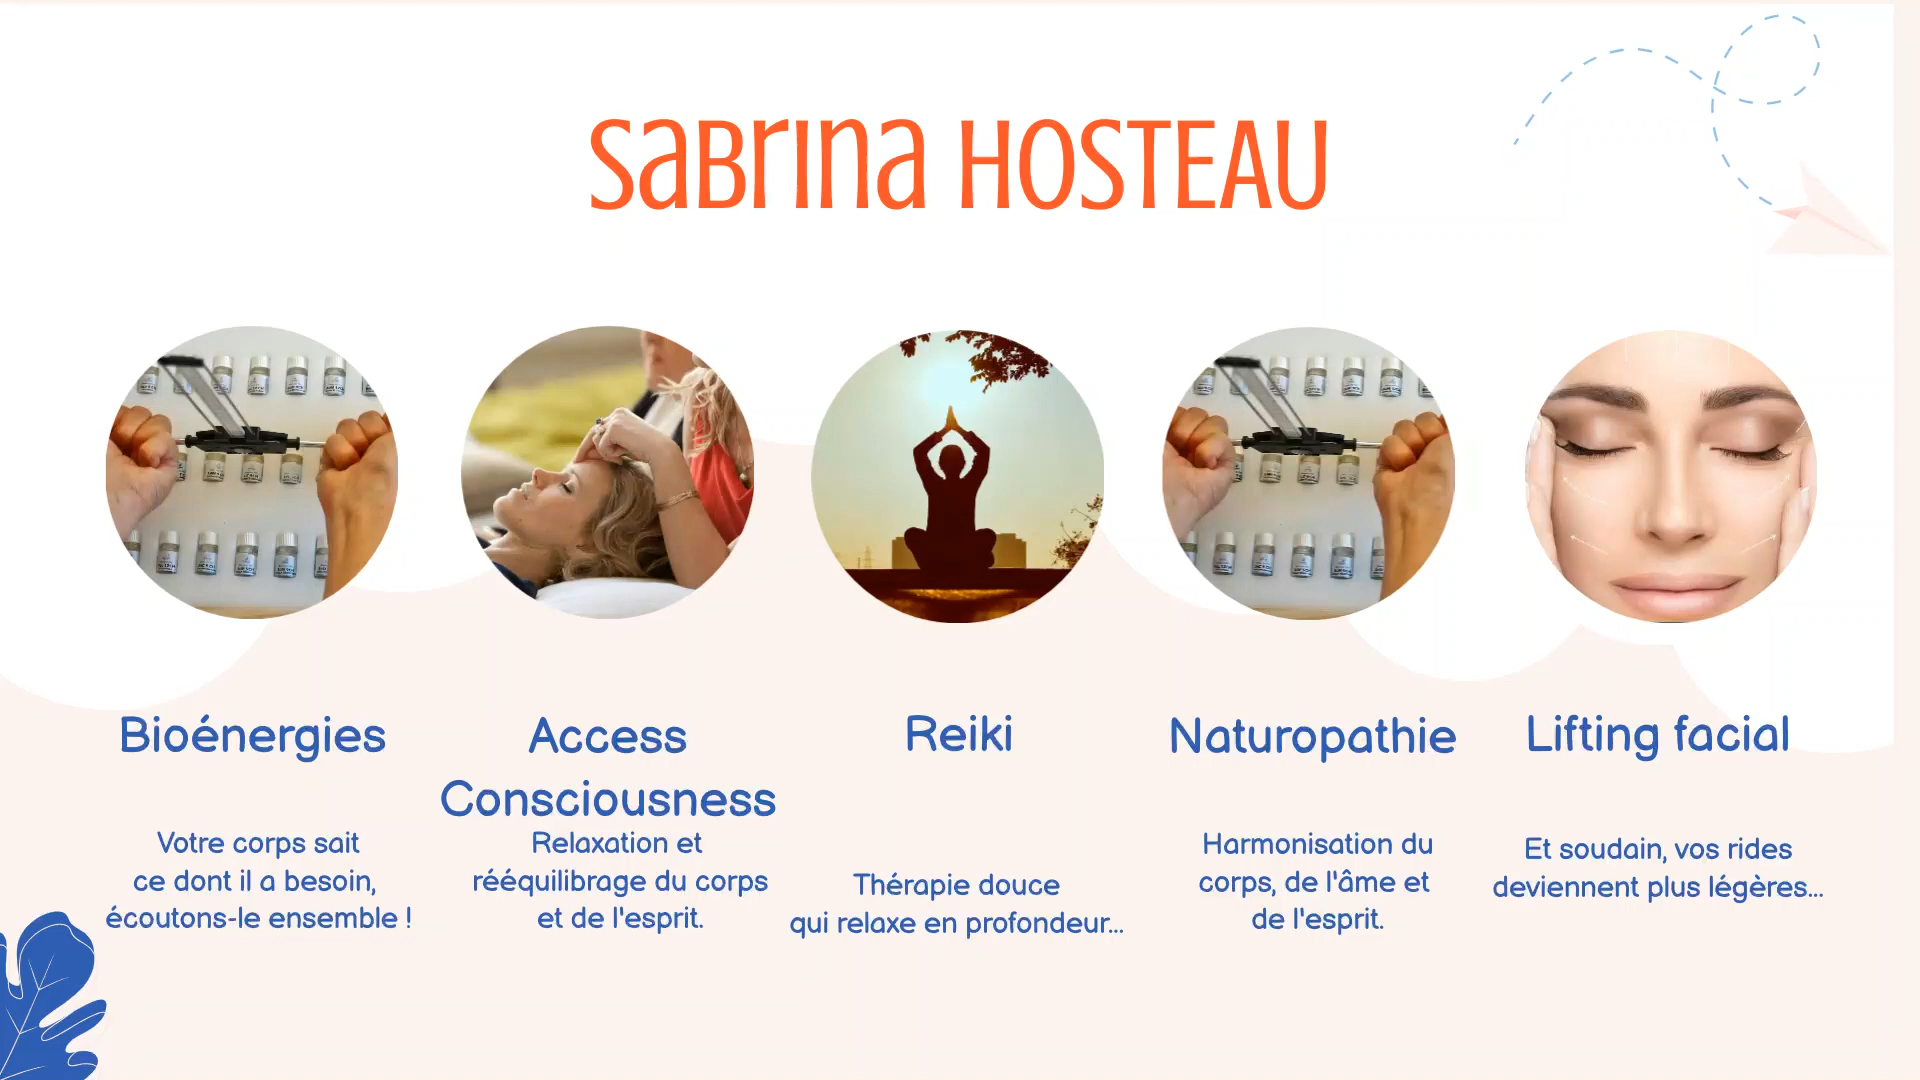 Sabrina HOSTEAU
Bioénergies
Votre corps sait
ce dont il a besoin,
écoutons-le ensemble !
Access
Consciousness
Relaxation et
rééquilibrage du corps
et de l'esprit.
Reiki
Thérapie douce
qui relaxe en profondeur...
Naturopathie
Harmonisation du
corps, de l'âme et
de l'esprit.
Lifting facial
Et soudain, vos rides
deviennent plus légères...